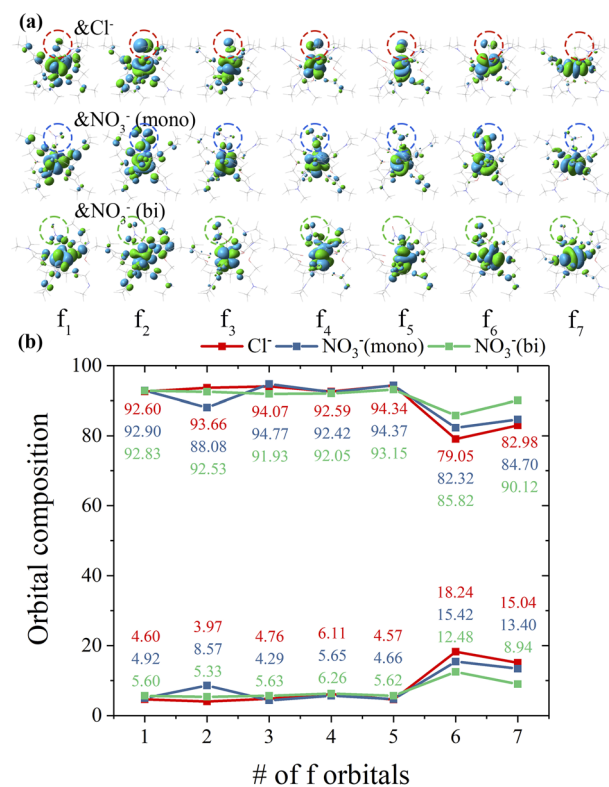 (a)
&Cl⁻
&NO₃⁻ (mono)
&NO₃⁻ (bi)
f₁ f₂ f₃ f₄ f₅ f₆ f₇
(b)
Cl⁻ NO₃⁻(mono) NO₃⁻(bi)
100
80
60
40
20
0
Orbital composition
92.60 93.66 94.07 92.59 94.34 79.05 82.98
92.90 88.08 94.77 92.42 94.37 82.32 84.70
92.83 92.53 91.93 92.05 93.15 85.82 90.12
4.60 3.97 4.76 6.11 4.57 18.24 15.04
4.92 8.57 4.29 5.65 4.66 15.42 13.40
5.60 5.33 5.63 6.26 5.62 12.48 8.94
1 2 3 4 5 6 7
# of f orbitals